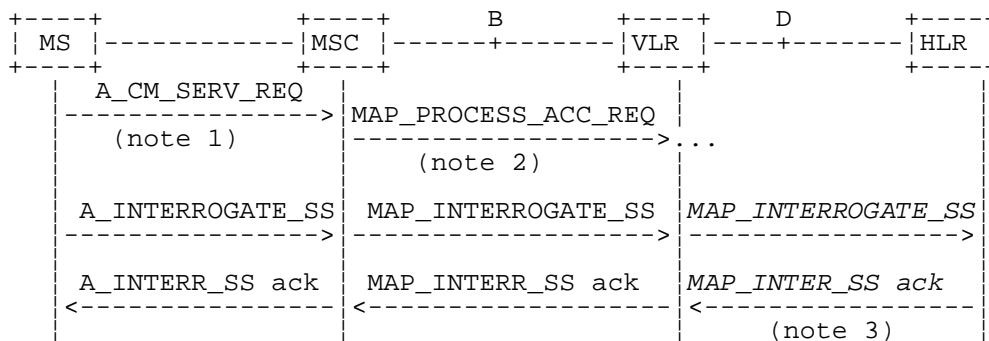 B D
MS MSC VLR HLR
A_CM_SERV_REQ
MAP_PROCESS_ACC_REQ
(note 1) ...
(note 2)
A_INTERROGATE_SS MAP_INTERROGATE_SS MAP_INTERROGATE_SS
A_INTERR_SS ack MAP_INTERR_SS ack MAP_INTER_SS ack
(note 3)